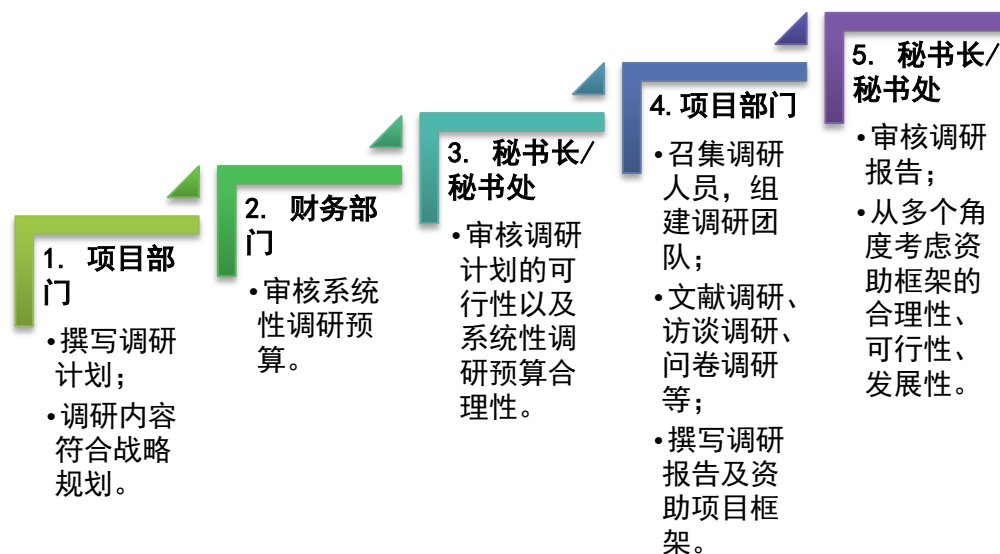 1. 项目部
门
•撰写调研
计划；
•调研内容
符合战略
规划。
2. 财务部
门
•审核系统
性调研预
算。
3. 秘书长/
秘书处
•审核调研
计划的可
行性以及
系统性调
研预算合
理性。
4.项目部门
•召集调研
人员，组
建调研团
队；
•文献调研、
访谈调研、
问卷调研
等；
•撰写调研
报告及资
助项目框
架。
5. 秘书长/
秘书处
•审核调研
报告；
•从多个角
度考虑资
助框架的
合理性、
可行性、
发展性。